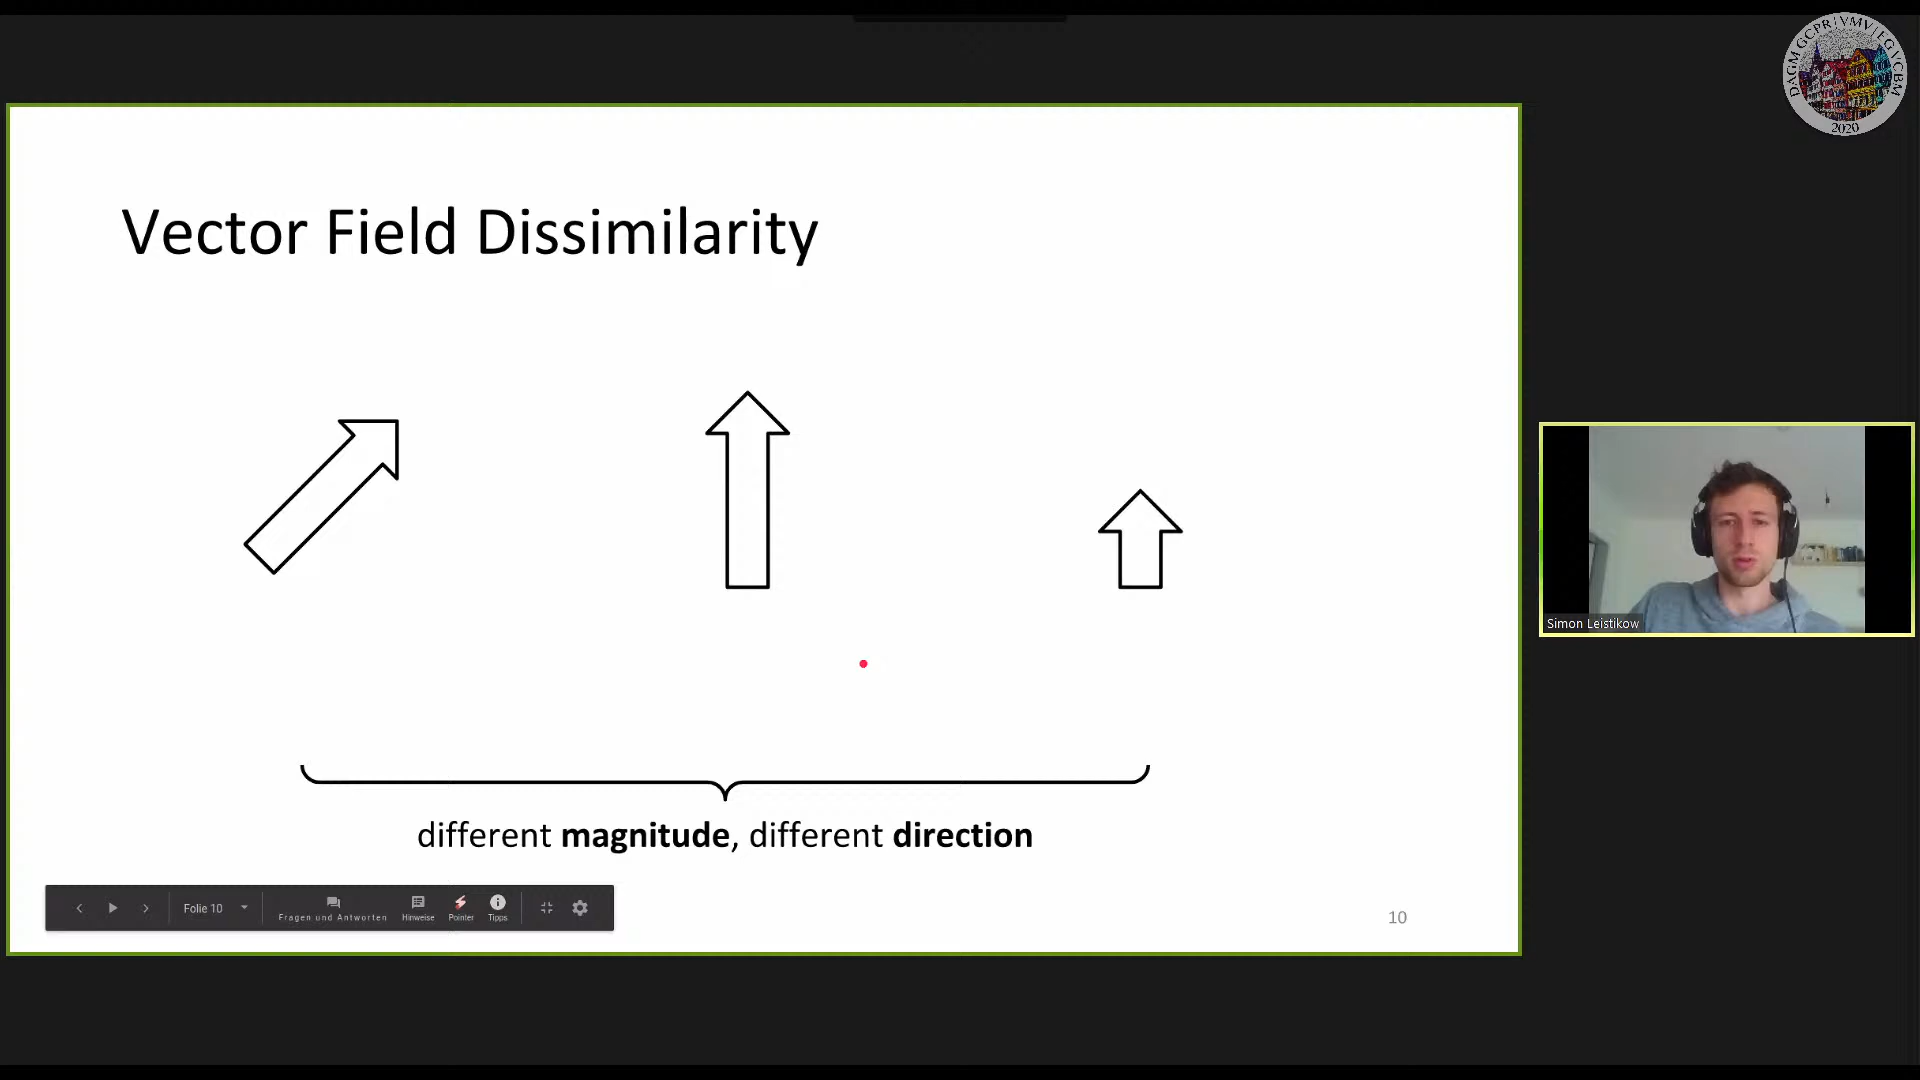 DAGM GCPR | VMV | EG VCBM
2020
Vector Field Dissimilarity
Simon Leistikow
different magnitude, different direction
Folie 10
Fragen und Antworten
Hinweise
Pointer
Tipps
10